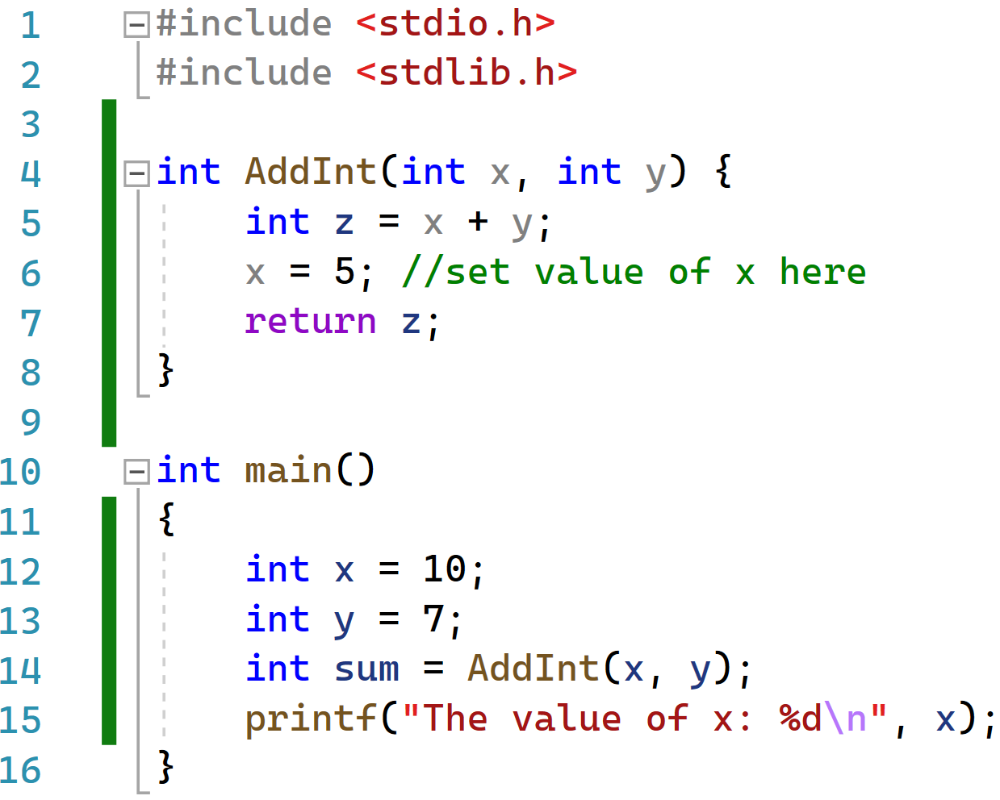 1 #include <stdio.h>
2 #include <stdlib.h>
3
4 int AddInt(int x, int y) {
5     int z = x + y;
6     x = 5; //set value of x here
7     return z;
8 }
9
10 int main()
11 {
12     int x = 10;
13     int y = 7;
14     int sum = AddInt(x, y);
15     printf("The value of x: %d\n", x);
16 }